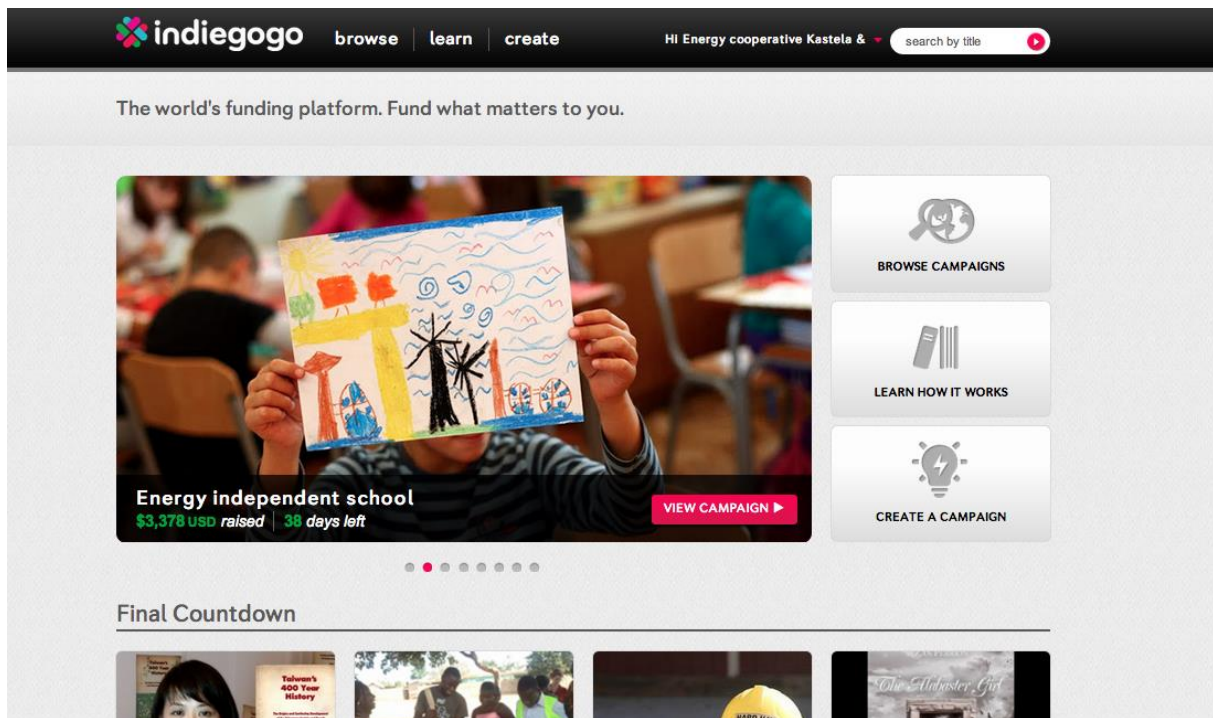 indiegogo
browse
learn
create
Hi Energy cooperative Kastela &
search by title
The world's funding platform. Fund what matters to you.
BROWSE CAMPAIGNS
LEARN HOW IT WORKS
CREATE A CAMPAIGN
Energy independent school
$3,378 USD raised
38 days left
VIEW CAMPAIGN
Final Countdown
Taiwan's
400 Year
History
The Alabaster Girl